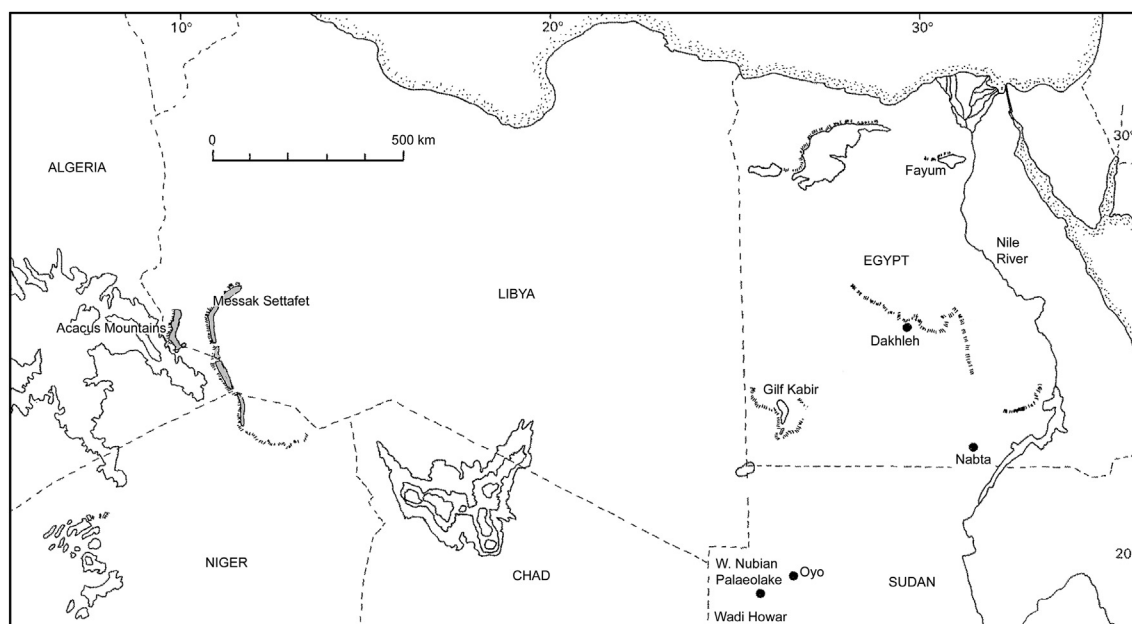 10°
20°
30°
0
500 km
30°
ALGERIA
Fayum
Nile
River
EGYPT
LIBYA
Messak Settafet
Acacus Mountains
Dakhleh
Gilf Kabir
Nabta
20°
NIGER
CHAD
W. Nubian
Palaeolake
Oyo
SUDAN
Wadi Howar